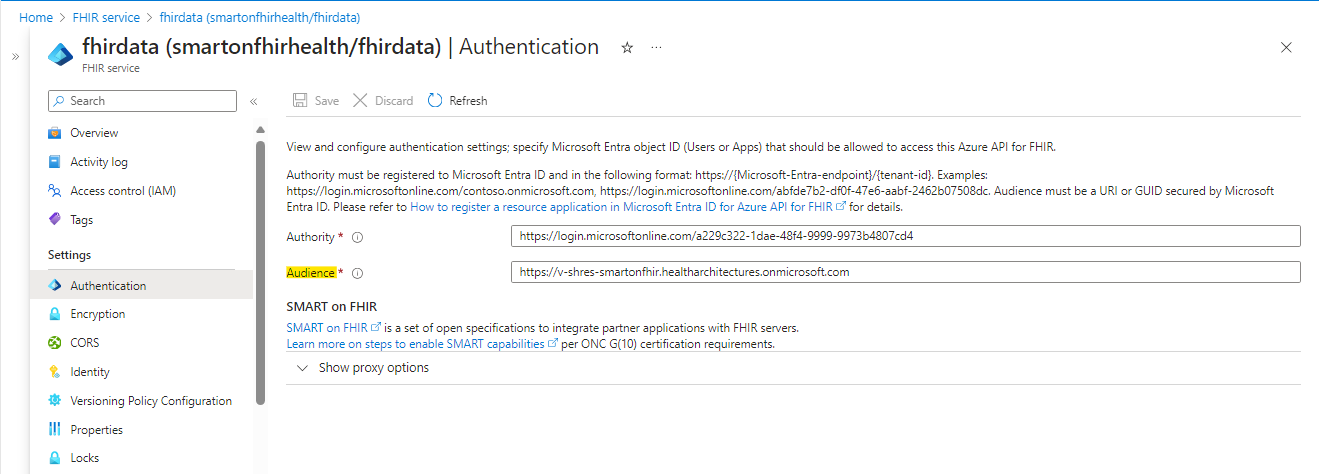 Home > FHIR service > fhirdata (smartonfhirhealth/fhirdata)
fhirdata (smartonfhirhealth/fhirdata) | Authentication
FHIR service
Search
Overview
Activity log
Access control (IAM)
Tags
Settings
Authentication
Encryption
CORS
Identity
Versioning Policy Configuration
Properties
Locks
Save Discard Refresh
View and configure authentication settings; specify Microsoft Entra object ID (Users or Apps) that should be allowed to access this Azure API for FHIR.
Authority must be registered to Microsoft Entra ID and in the following format: https://{Microsoft-Entra-endpoint}/{tenant-id}. Examples:
https://login.microsoftonline.com/contoso.onmicrosoft.com, https://login.microsoftonline.com/abfde7b2-df0f-47e6-aabf-2462b07508dc. Audience must be a URI or GUID secured by Microsoft
Entra ID. Please refer to How to register a resource application in Microsoft Entra ID for Azure API for FHIR for details.
Authority *
https://login.microsoftonline.com/a229c322-1dae-48f4-9999-9973b4807cd4
Audience *
https://v-shres-smartonfhir.healtharchitectures.onmicrosoft.com
SMART on FHIR
SMART on FHIR is a set of open specifications to integrate partner applications with FHIR servers.
Learn more on steps to enable SMART capabilities per ONC G(10) certification requirements.
Show proxy options